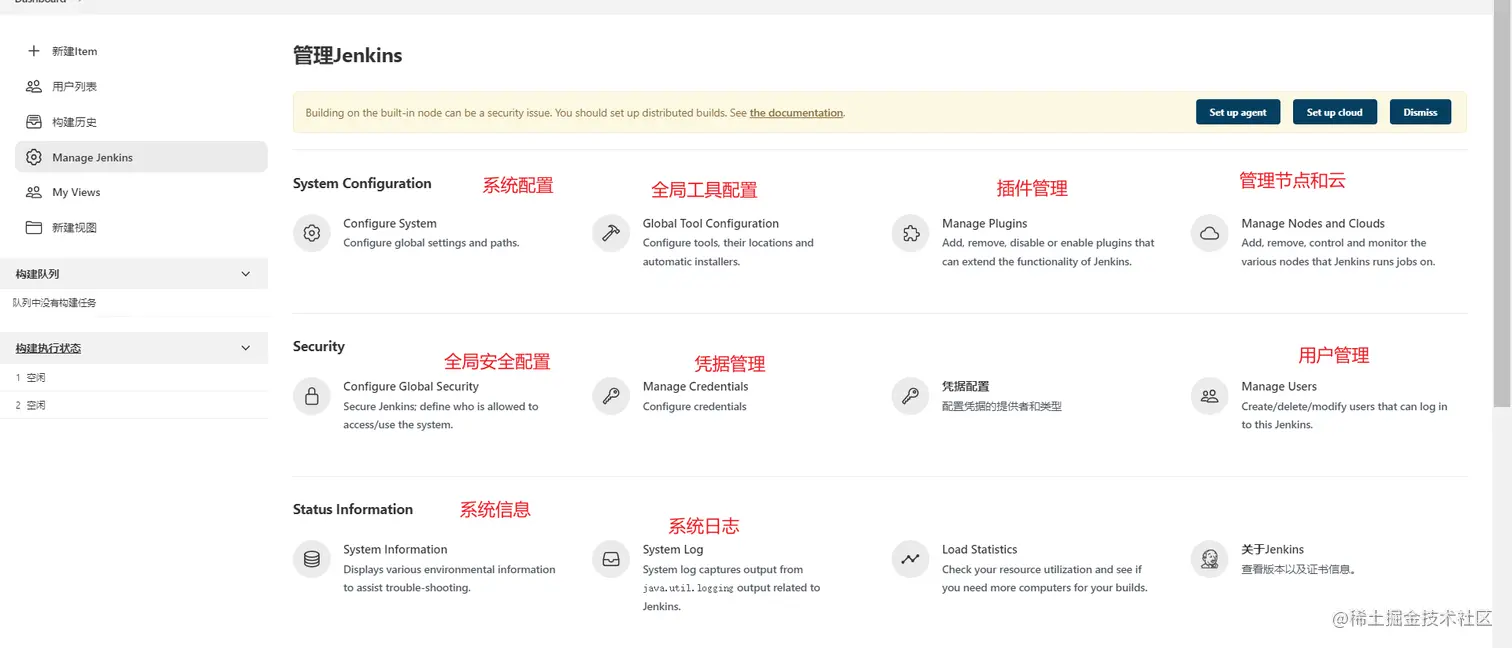 Dashboard
新建Item
用户列表
构建历史
Manage Jenkins
My Views
新建视图
构建队列
队列中没有构建任务
构建执行状态
1 空闲
2 空闲
管理Jenkins
Building on the built-in node can be a security issue. You should set up distributed builds. See the documentation.
Set up agent
Set up cloud
Dismiss
System Configuration
系统配置
全局工具配置
插件管理
管理节点和云
Configure System
Configure global settings and paths.
Global Tool Configuration
Configure tools, their locations and
automatic installers.
Manage Plugins
Add, remove, disable or enable plugins that
can extend the functionality of Jenkins.
Manage Nodes and Clouds
Add, remove, control and monitor the
various nodes that Jenkins runs jobs on.
Security
全局安全配置
凭据管理
用户管理
Configure Global Security
Secure Jenkins; define who is allowed to
access/use the system.
Manage Credentials
Configure credentials
凭据配置
配置凭据的提供者和类型
Manage Users
Create/delete/modify users that can log in
to this Jenkins.
Status Information
系统信息
系统日志
System Information
Displays various environmental information
to assist trouble-shooting.
System Log
System log captures output from
java.util.logging output related to
Jenkins.
Load Statistics
Check your resource utilization and see if
you need more computers for your builds.
关于Jenkins
查看版本以及证书信息。
@稀土掘金技术社区